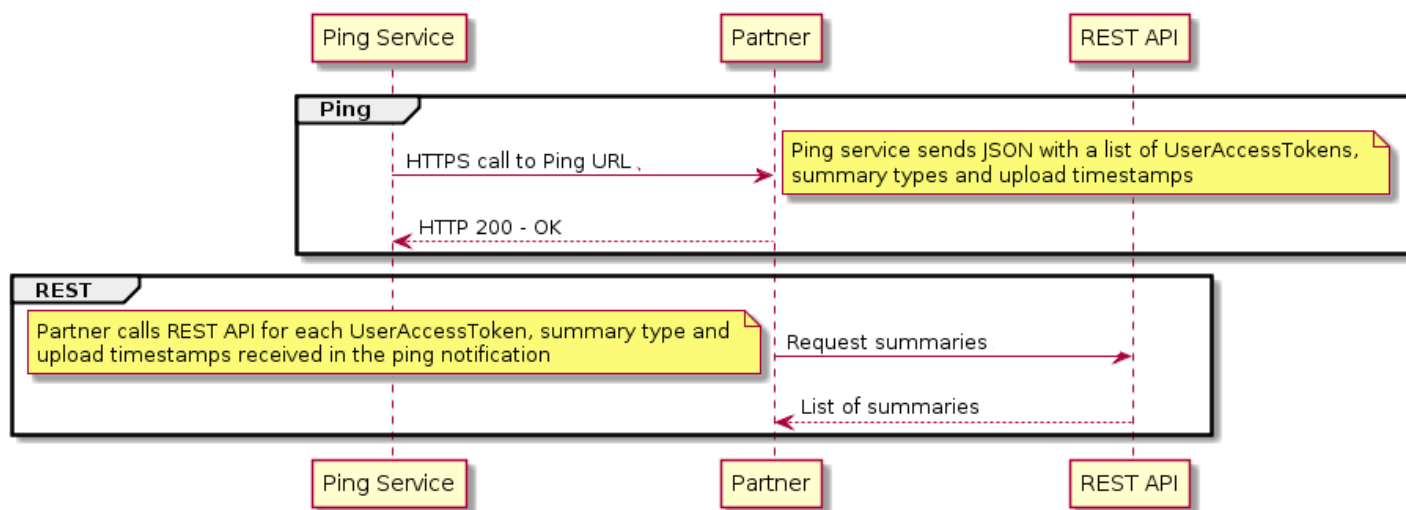 Ping Service
Partner
REST API
Ping
HTTPS call to Ping URL
Ping service sends JSON with a list of UserAccessTokens,
summary types and upload timestamps
HTTP 200 - OK
REST
Partner calls REST API for each UserAccessToken, summary type and
upload timestamps received in the ping notification
Request summaries
List of summaries
Ping Service
Partner
REST API